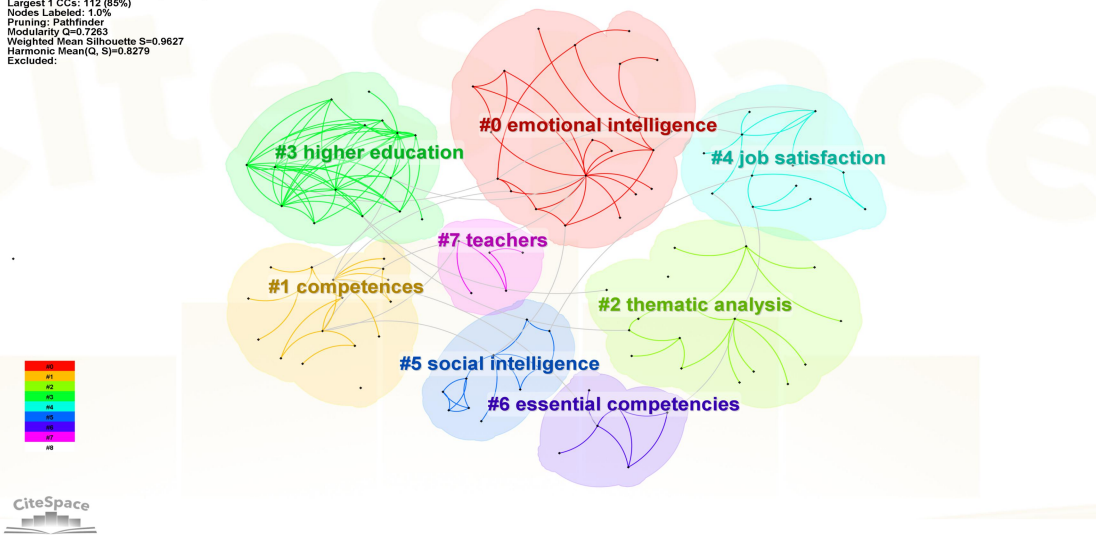 Largest 1 CCs: 112 (85%)
Nodes Labeled: 1.0%
Pruning: Pathfinder
Modularity Q=0.7263
Weighted Mean Silhouette S=0.9627
Harmonic Mean(Q, S)=0.8279
Excluded:
#0 emotional intelligence
#3 higher education
#4 job satisfaction
#7 teachers
#1 competences
#2 thematic analysis
#5 social intelligence
#6 essential competencies
#0
#1
#2
#3
#4
#5
#6
#7
#8
CiteSpace